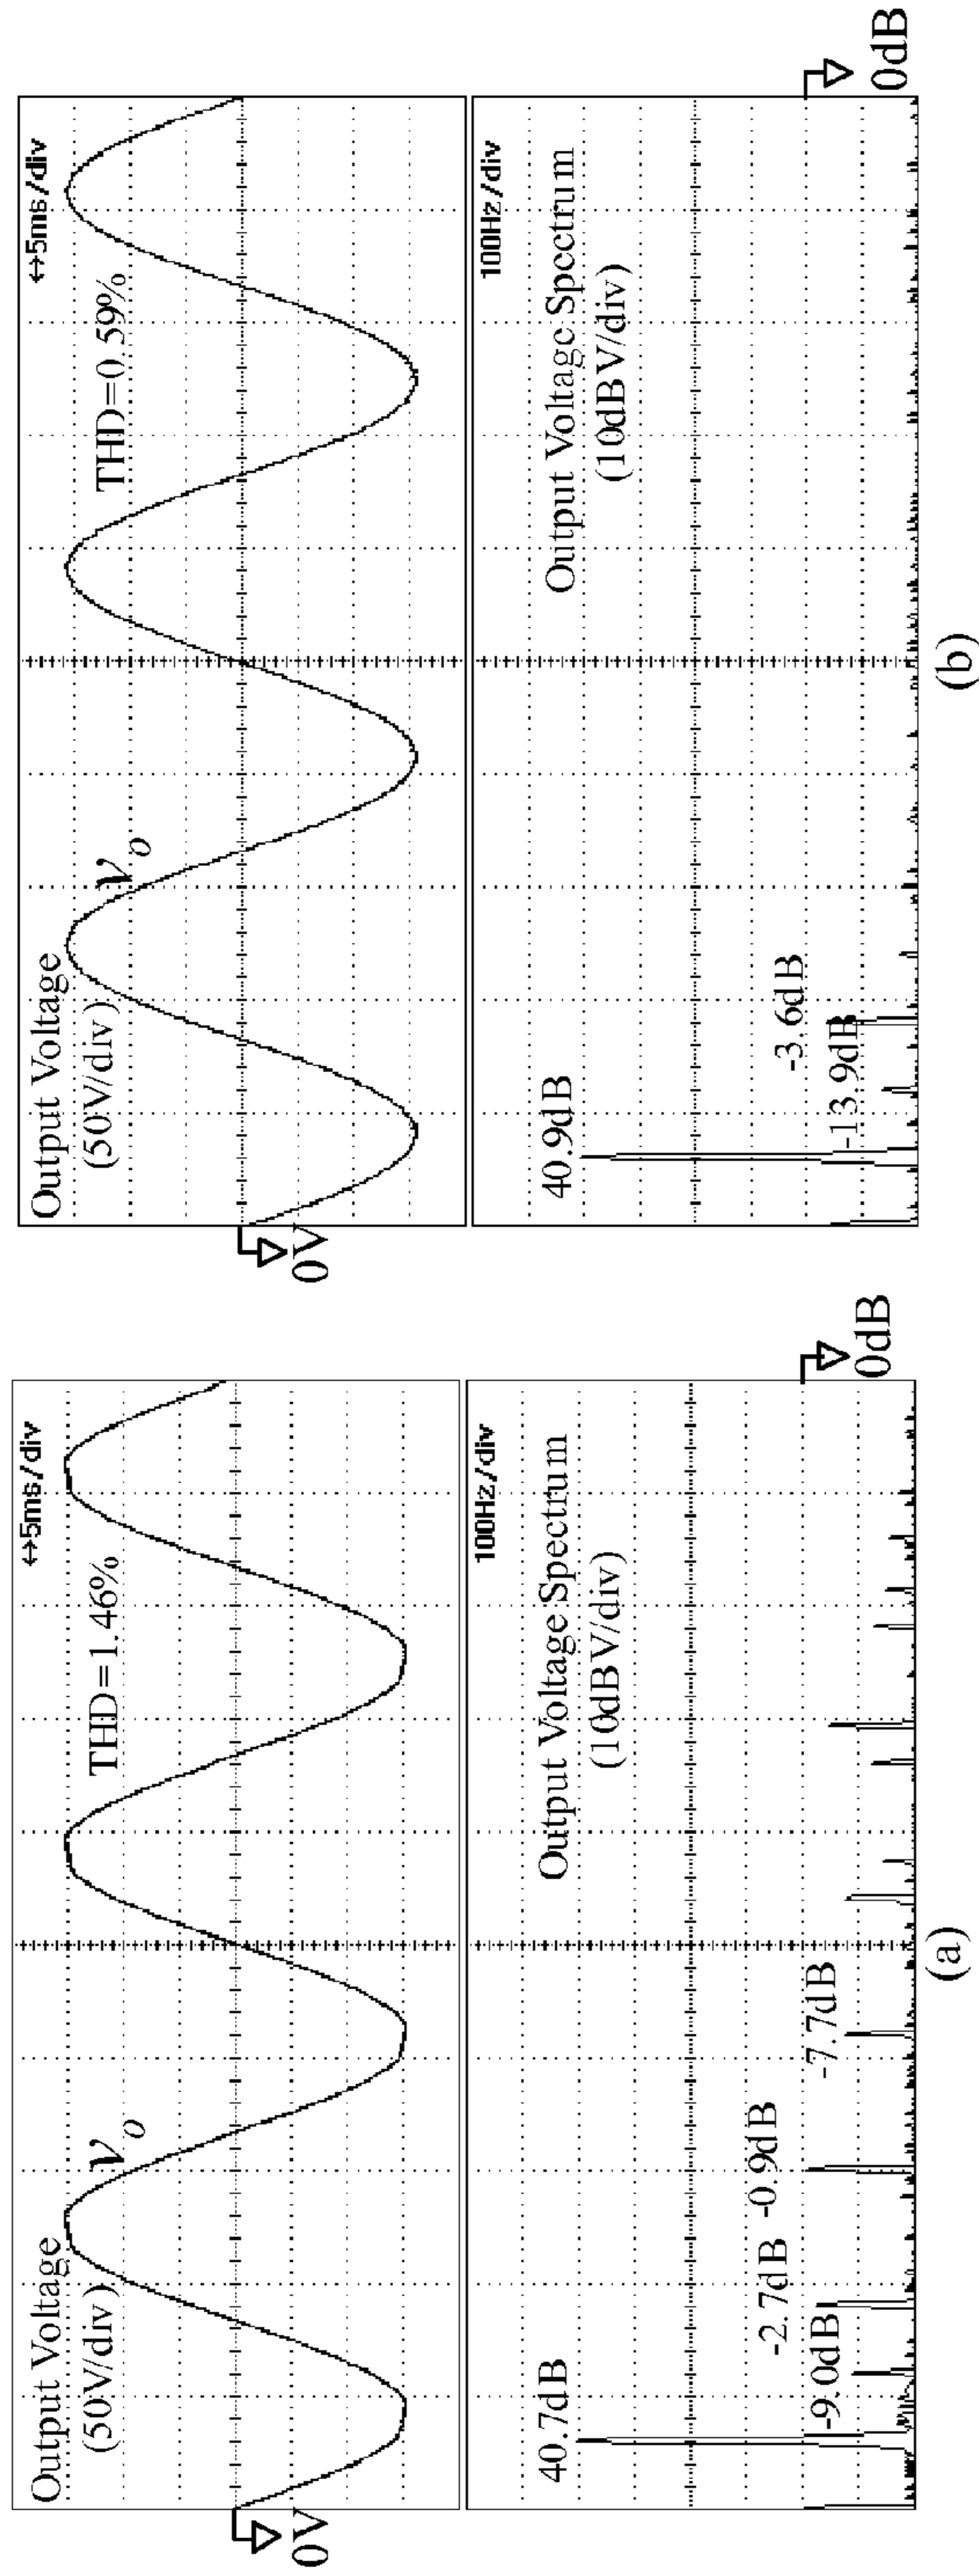 Output Voltage
(50V/div)
νo
THD=1.46%
↔5ms/div
0V
100Hz/div
Output Voltage Spectrum
(10dBV/div)
40.7dB
-9.0dB
-2.7dB
-0.9dB
-7.7dB
0dB
(a)
Output Voltage
(50V/div)
νo
THD=0.59%
↔5ms/div
0V
100Hz/div
Output Voltage Spectrum
(10dBV/div)
40.9dB
-13.9dB
-3.6dB
0dB
(b)